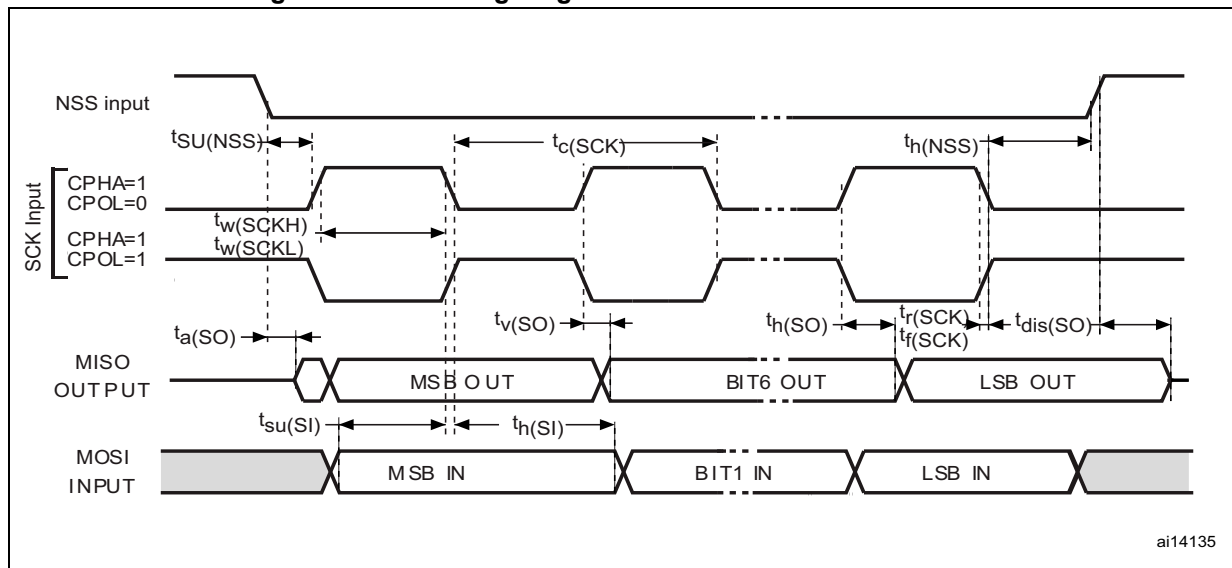 NSS input
tSU(NSS)
tc(SCK)
th(NSS)
SCK Input
CPHA=1
CPOL=0
CPHA=1
CPOL=1
tw(SCKH)
tw(SCKL)
ta(SO)
tv(SO)
th(SO)
tr(SCK)
tf(SCK)
tdis(SO)
MISO
OUTPUT
MSB OUT
BIT6 OUT
LSB OUT
tsu(SI)
th(SI)
MOSI
INPUT
MSB IN
BIT1 IN
LSB IN
ai14135